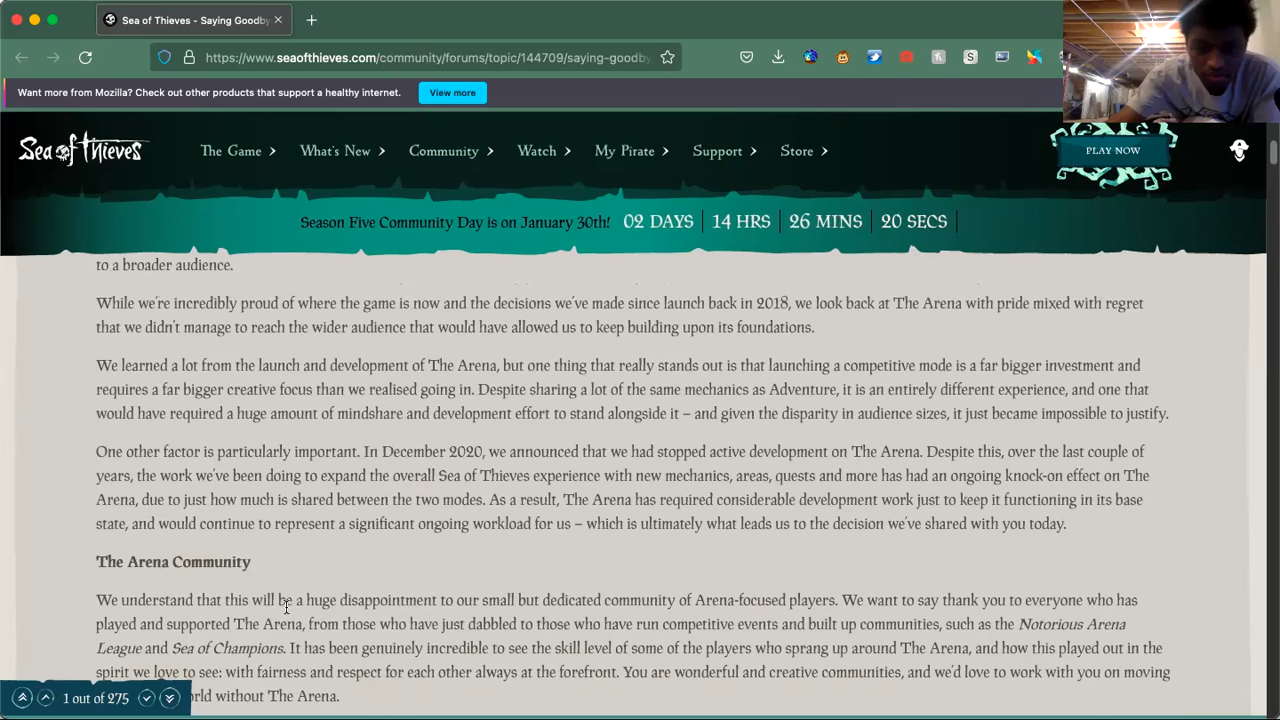 Sea of Thieves - Saying Goodby
https://www.seaofthieves.com/community/forums/topic/144709/saying-goodby
Want more from Mozilla? Check out other products that support a healthy internet. View more
Sea of Thieves The Game What's New Community Watch My Pirate Support Store PLAY NOW
Season Five Community Day is on January 30th! 02 DAYS 14 HRS 26 MINS 20 SECS
to a broader audience.
While we're incredibly proud of where the game is now and the decisions we've made since launch back in 2018, we look back at The Arena with pride mixed with regret
that we didn't manage to reach the wider audience that would have allowed us to keep building upon its foundations.
We learned a lot from the launch and development of The Arena, but one thing that really stands out is that launching a competitive mode is a far bigger investment and
requires a far bigger creative focus than we realised going in. Despite sharing a lot of the same mechanics as Adventure, it is an entirely different experience, and one that
would have required a huge amount of mindshare and development effort to stand alongside it – and given the disparity in audience sizes, it just became impossible to justify.
One other factor is particularly important. In December 2020, we announced that we had stopped active development on The Arena. Despite this, over the last couple of
years, the work we've been doing to expand the overall Sea of Thieves experience with new mechanics, areas, quests and more has had an ongoing knock-on effect on The
Arena, due to just how much is shared between the two modes. As a result, The Arena has required considerable development work just to keep it functioning in its base
state, and would continue to represent a significant ongoing workload for us – which is ultimately what leads us to the decision we've shared with you today.
The Arena Community
We understand that this will be a huge disappointment to our small but dedicated community of Arena-focused players. We want to say thank you to everyone who has
played and supported The Arena, from those who have just dabbled to those who have run competitive events and built up communities, such as the Notorious Arena
League and Sea of Champions. It has been genuinely incredible to see the skill level of some of the players who sprang up around The Arena, and how this played out in the
spirit we love to see: with fairness and respect for each other always at the forefront. You are wonderful and creative communities, and we'd love to work with you on moving
1 out of 275 world without The Arena.